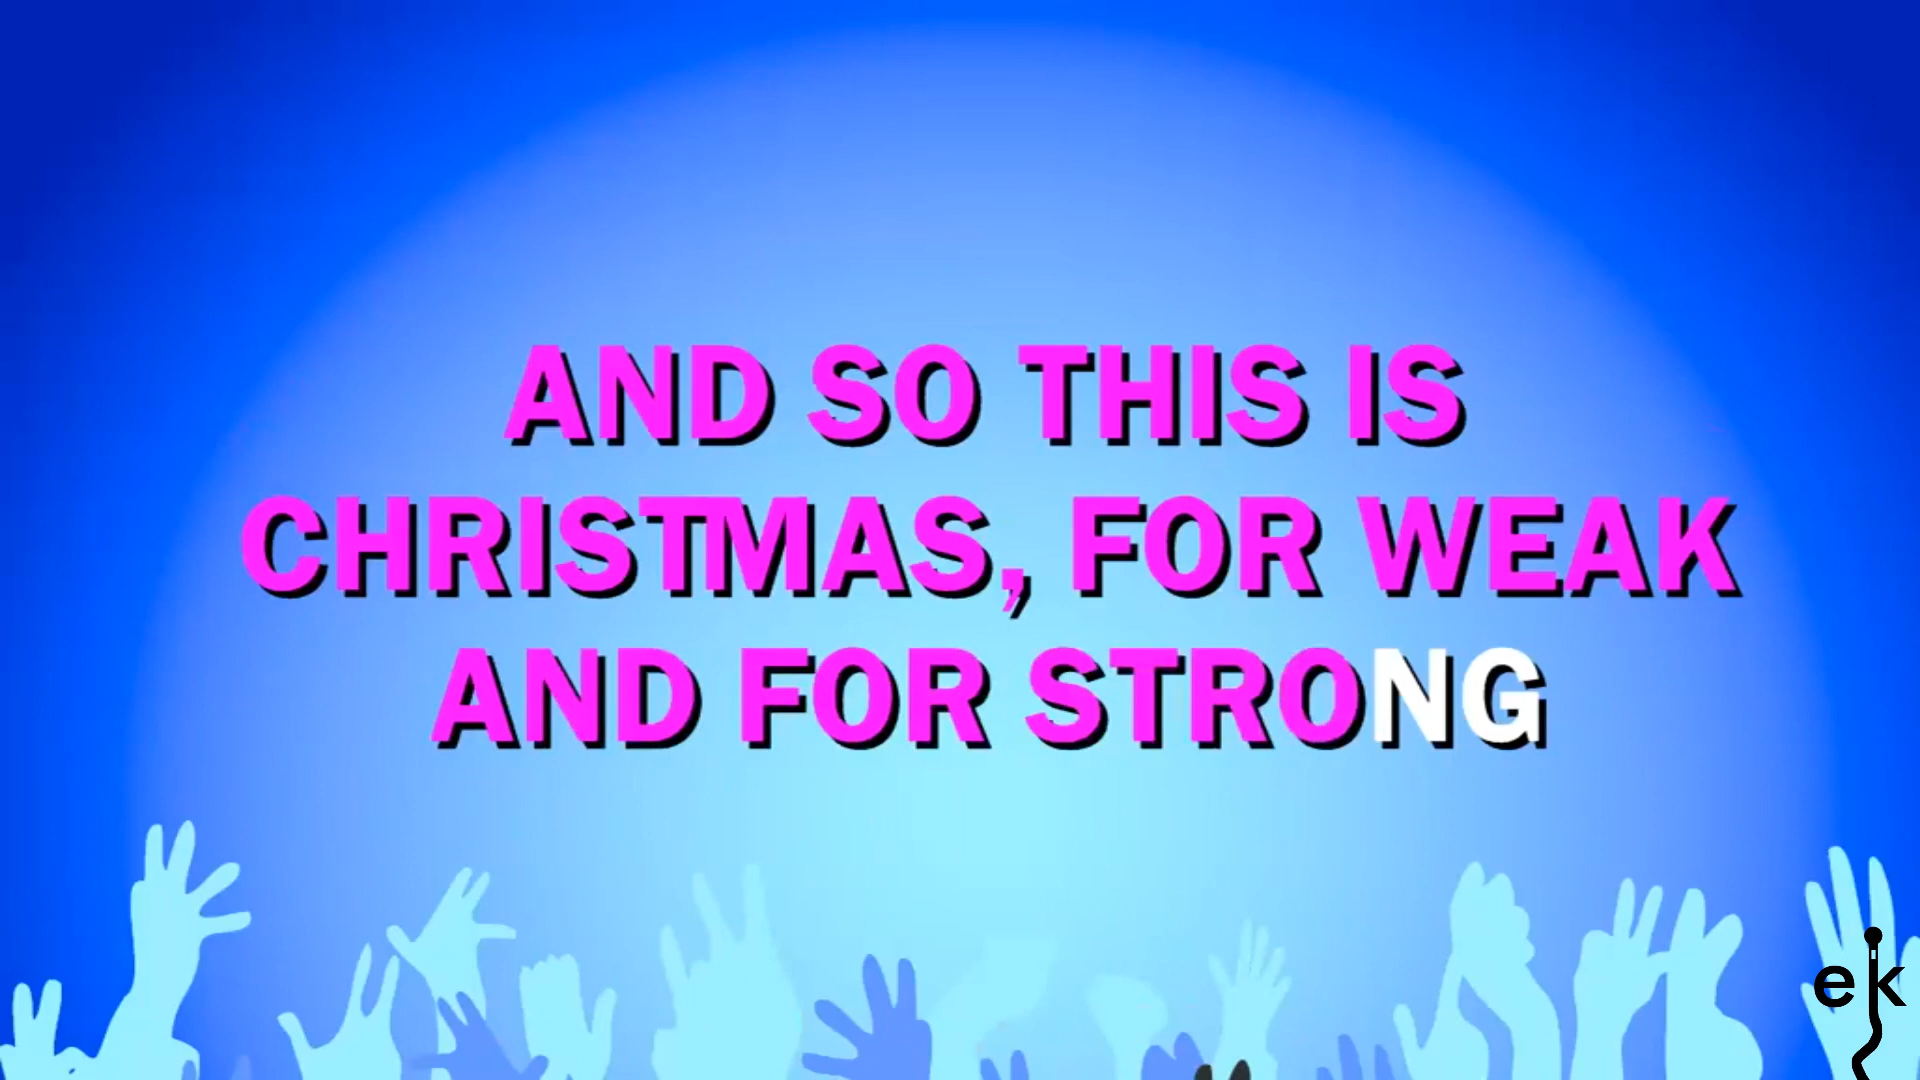 AND SO THIS IS
CHRISTMAS, FOR WEAK
AND FOR STRONG
ek